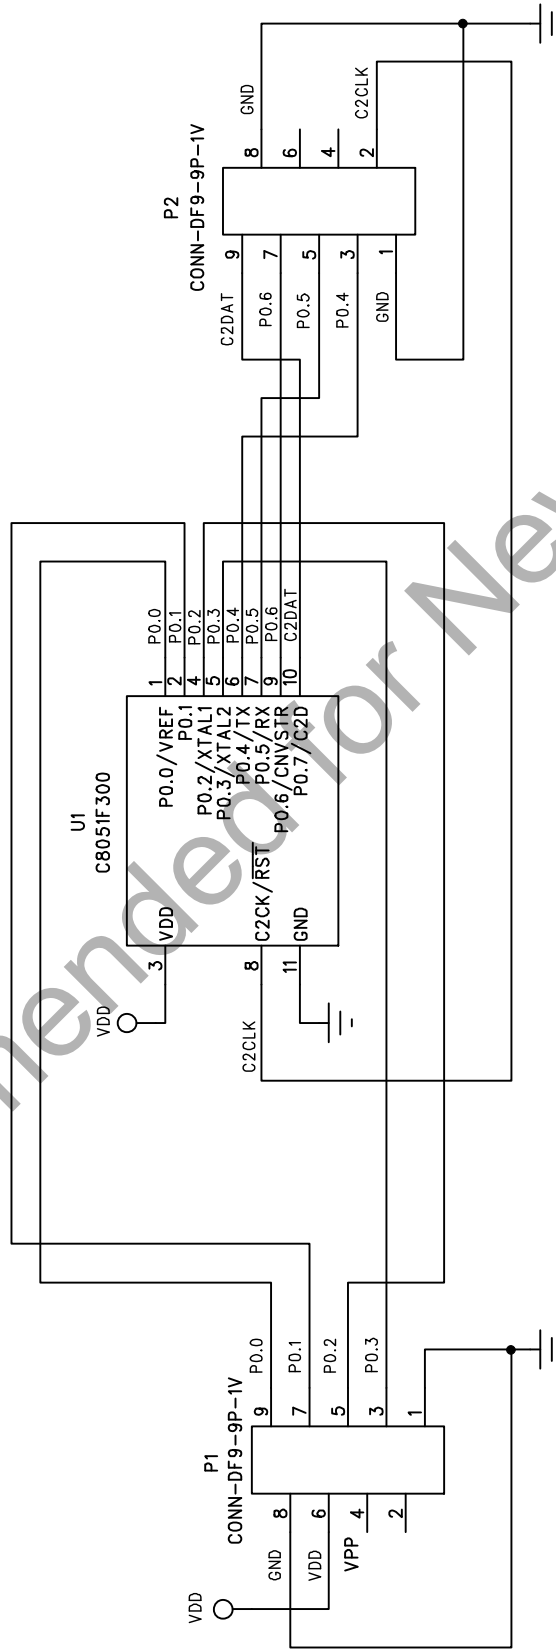 GND
C2CLK
P2
CONN-DF9-9P-1V
8
6
4
2
9
7
5
3
1
C2DAT
P0.6
P0.5
P0.4
GND
P0.0
P0.1
P0.2
P0.3
P0.4
P0.5
P0.6
C2DAT
1
2
4
5
6
7
9
10
U1
C8051F300
P0.0/VREF
P0.1
P0.2/XTAL1
P0.3/XTAL2
P0.4/TX
P0.5/RX
P0.6/CNVSTR
P0.7/C2D
VDD
C2CK/RST
GND
3
8
11
VDD
C2CLK
P0.0
P0.1
P0.2
P0.3
P1
CONN-DF9-9P-1V
9
7
5
3
1
8
6
4
2
GND
VDD
VPP
VDD
mended for New